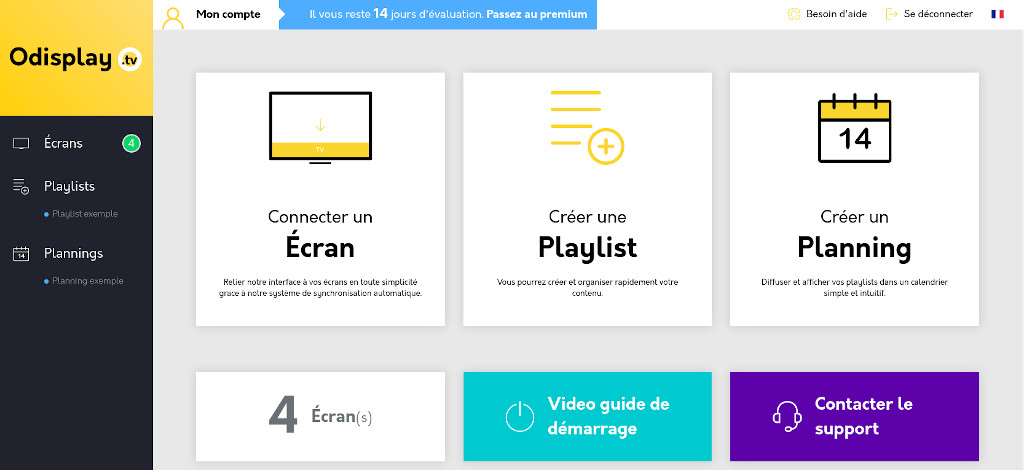 Odisplay .tv
Mon compte
Il vous reste 14 jours d'évaluation. Passez au premium
Besoin d'aide
Se déconnecter
Écrans 4
Playlists
Playlist exemple
Plannings
Planning exemple
TV
Connecter un
Écran
Relier notre interface à vos écrans en toute simplicité
grace à notre système de synchronisation automatique.
Créer une
Playlist
Vous pourrez créer et organiser rapidement votre
contenu.
14
Créer un
Planning
Diffuser et afficher vos playlists dans un calendrier
simple et intuitif.
4 Écran(s)
Video guide de
démarrage
Contacter le
support